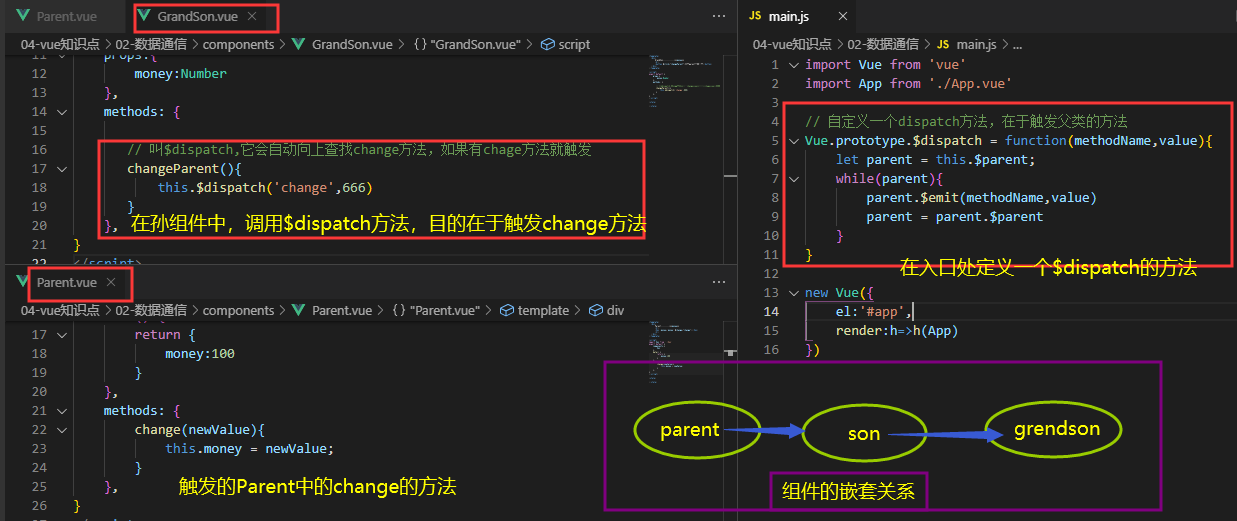 Parent.vue
GrandSon.vue
04-vue知识点 > 02-数据通信 > components > GrandSon.vue > {} "GrandSon.vue" > script
11 props:{
12 money:Number
13 },
14 methods: {
15
16 // 叫$dispatch,它会自动向上查找change方法，如果有chage方法就触发
17 changeParent(){
18 this.$dispatch('change',666)
19 }
20 },
在孙组件中，调用$dispatch方法，目的在于触发change方法
21 }
22 </script>
Parent.vue
04-vue知识点 > 02-数据通信 > components > Parent.vue > {} "Parent.vue" > template > div
17 return {
18 money:100
19 }
20 },
21 methods: {
22 change(newValue){
23 this.money = newValue;
24 }
25 },
触发的Parent中的change的方法
26 }
JS main.js
04-vue知识点 > 02-数据通信 > JS main.js > ...
1 import Vue from 'vue'
2 import App from './App.vue'
3
4 // 自定义一个dispatch方法，在于触发父类的方法
5 Vue.prototype.$dispatch = function(methodName,value){
6 let parent = this.$parent;
7 while(parent){
8 parent.$emit(methodName,value)
9 parent = parent.$parent
10 }
11 }
在入口处定义一个$dispatch的方法
12
13 new Vue({
14 el:'#app',
15 render:h=>h(App)
16 })
parent
son
grendson
组件的嵌套关系